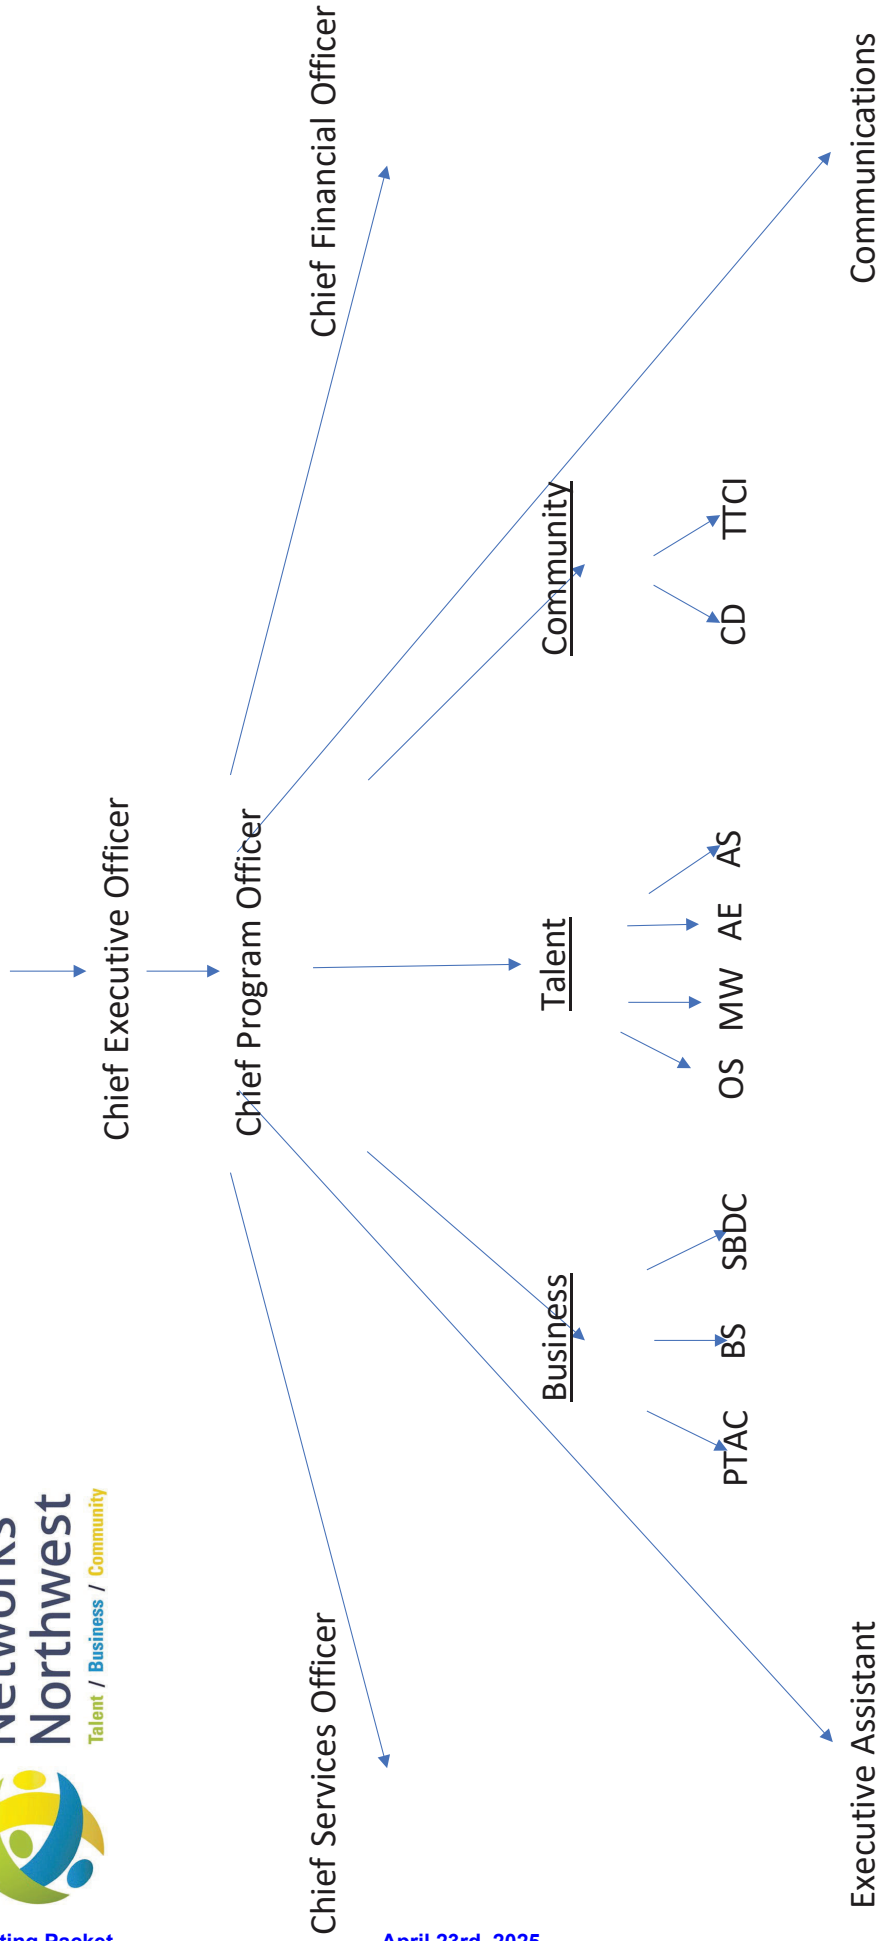 Northwest
Talent / Business / Community
Chief Executive Officer
Chief Program Officer
Chief Services Officer
Chief Financial Officer
Business
Talent
Community
PTAC
BS
SBDC
OS
MW
AE
AS
CD
TTCI
Executive Assistant
Communications
Packet
April 23rd, 2025